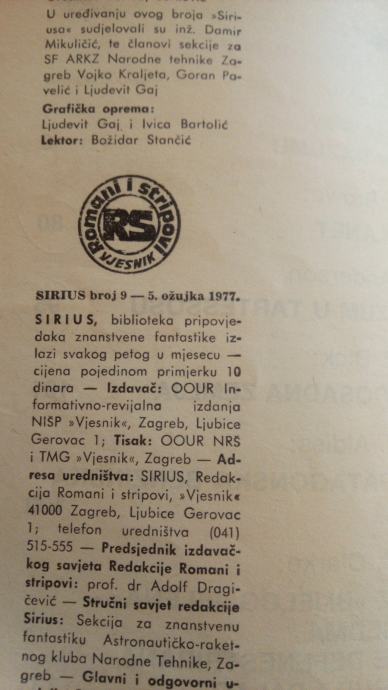 U uređivanju ovog broja »Siri-
usa« sudjelovali su inž. Damir
Mikuličić, te članovi sekcije za
SF ARKZ Narodne tehnike Za-
greb Vojko Kraljeta, Goran Pa-
velić i Ljudevit Gaj
Grafička oprema:
Ljudevit Gaj i Ivica Bartolić
Lektor: Božidar Stančić
Romani i stripovi
RS
VJESNIK
SIRIUS broj 9 — 5. ožujka 1977.
SIRIUS, biblioteka pripovje-
daka znanstvene fantastike iz-
lazi svakog petog u mjesecu —
cijena pojedinom primjerku 10
dinara — Izdavač: OOUR In-
formativno-revijalna izdanja
NISP »Vjesnik«, Zagreb, Ljubice
Gerovac 1; Tisak: OOUR NRŠ
i TMG »Vjesnik«, Zagreb — Ad-
resa uredništva: SIRIUS, Redak-
cija Romani i stripovi, »Vjesnik«
41000 Zagreb, Ljubice Gerovac
1; telefon uredništva (041)
515-555 — Predsjednik izdavač-
kog savjeta Redakcije Romani i
stripovi: prof. dr Adolf Dragi-
čević — Stručni savjet redakcije
Sirius: Sekcija za znanstvenu
fantastiku Astronautičko-raket-
nog kluba Narodne Tehnike, Za-
greb — Glavni i odgovorni u-